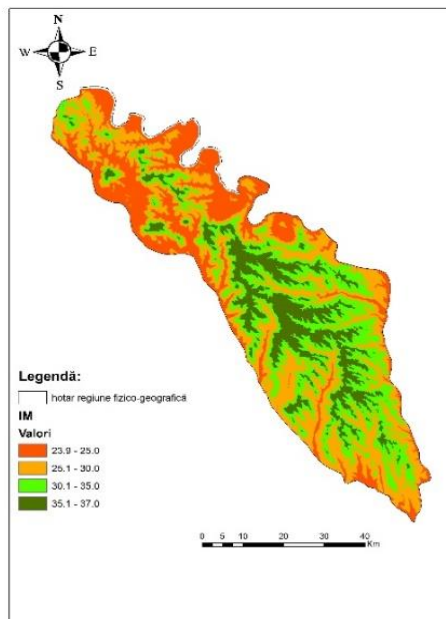 N
W E
S
Legendă:
hotar regiune fizico-geografică
IM
Valori
23.9 - 25.0
25.1 - 30.0
30.1 - 35.0
35.1 - 37.0
0 5 10 20 30 40
Km